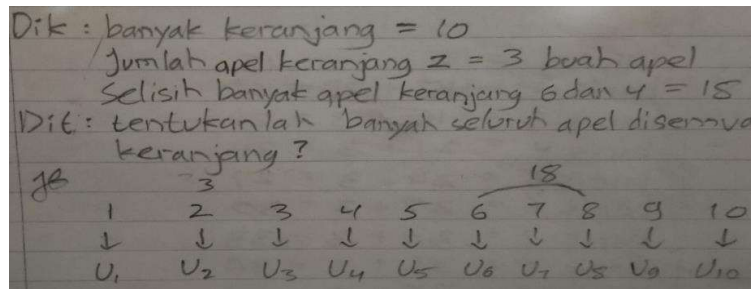 Dik : banyak keranjang = 10
Jumlah apel keranjang 2 = 3 buah apel
Selisih banyak apel keranjang 6 dan 4 = 18
Dit : tentukanlah banyak seluruh apel disemua
keranjang ?
JB 3 18
1 2 3 4 5 6 7 8 9 10
↓ ↓ ↓ ↓ ↓ ↓ ↓ ↓ ↓ ↓
U₁ U₂ U₃ U₄ U₅ U₆ U₇ U₈ U₉ U₁₀